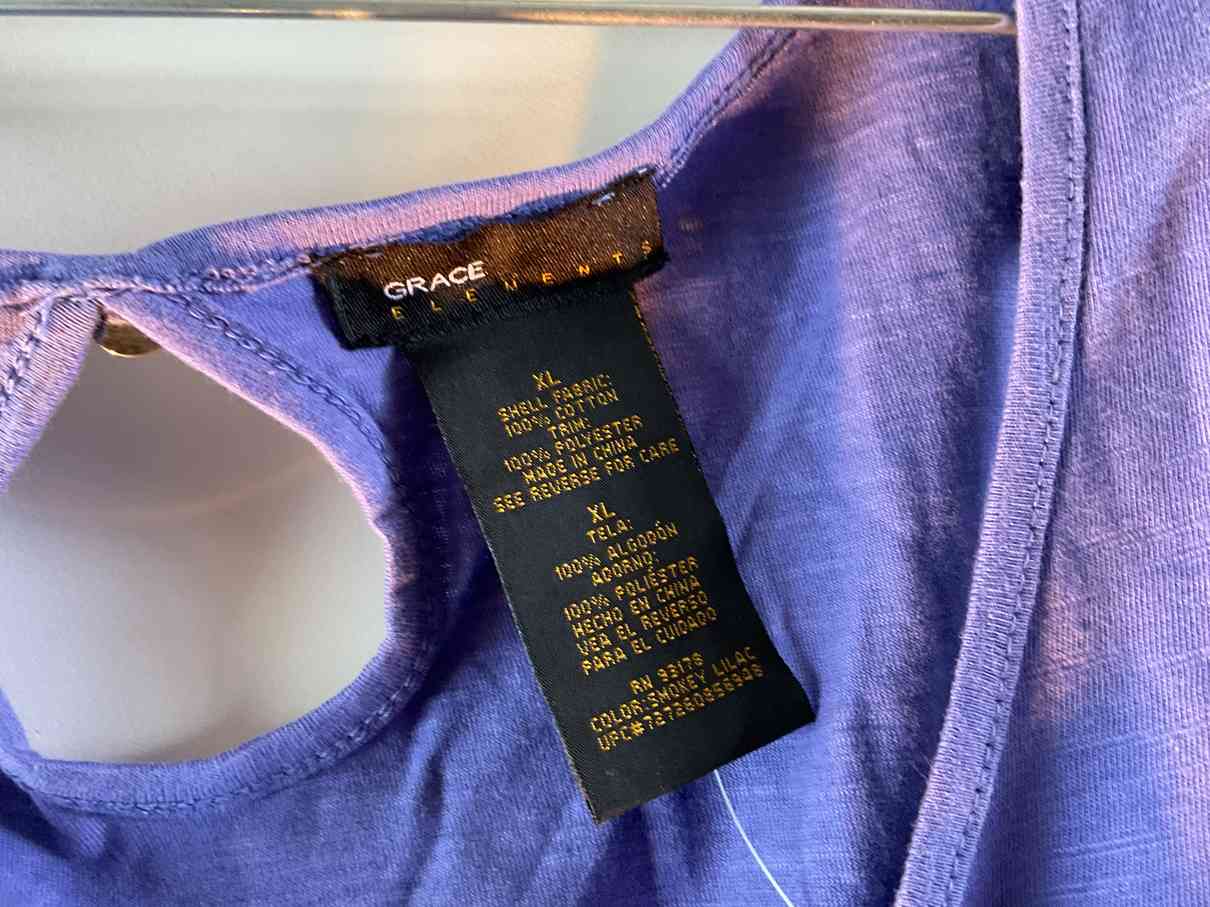 GRACE
ELEMENTS
XL
SHELL FABRIC:
100% COTTON
TRIM:
100% POLYESTER
MADE IN CHINA
SEE REVERSE FOR CARE
XL
TELA:
100% ALGODÓN
ADORNO:
100% POLIÉSTER
HECHO EN CHINA
VEA EL REVERSO
PARA EL CUIDADO
RN
COLOR:SMOKEY LILAC